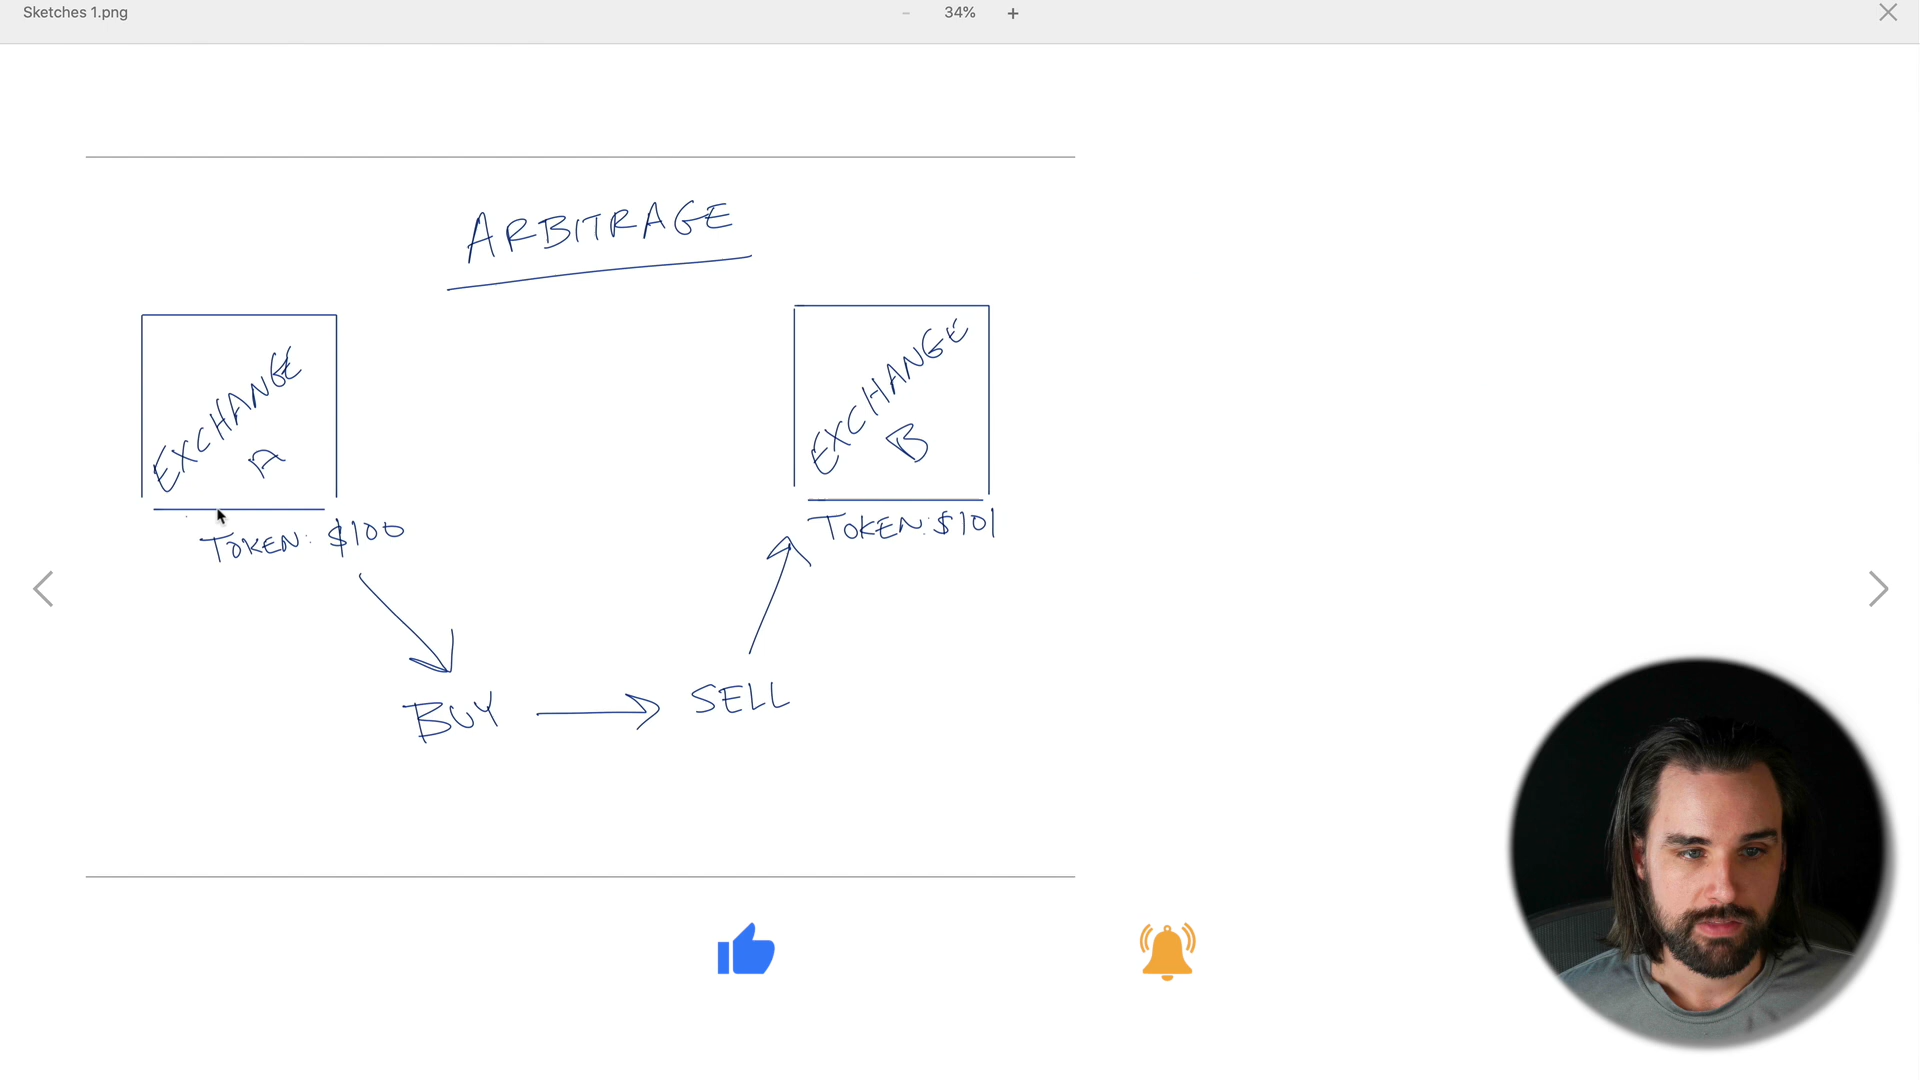 Sketches 1.png
− 34% +
ARBITRAGE
EXCHANGE
A
EXCHANGE
B
TOKEN: $100
TOKEN: $101
BUY
SELL